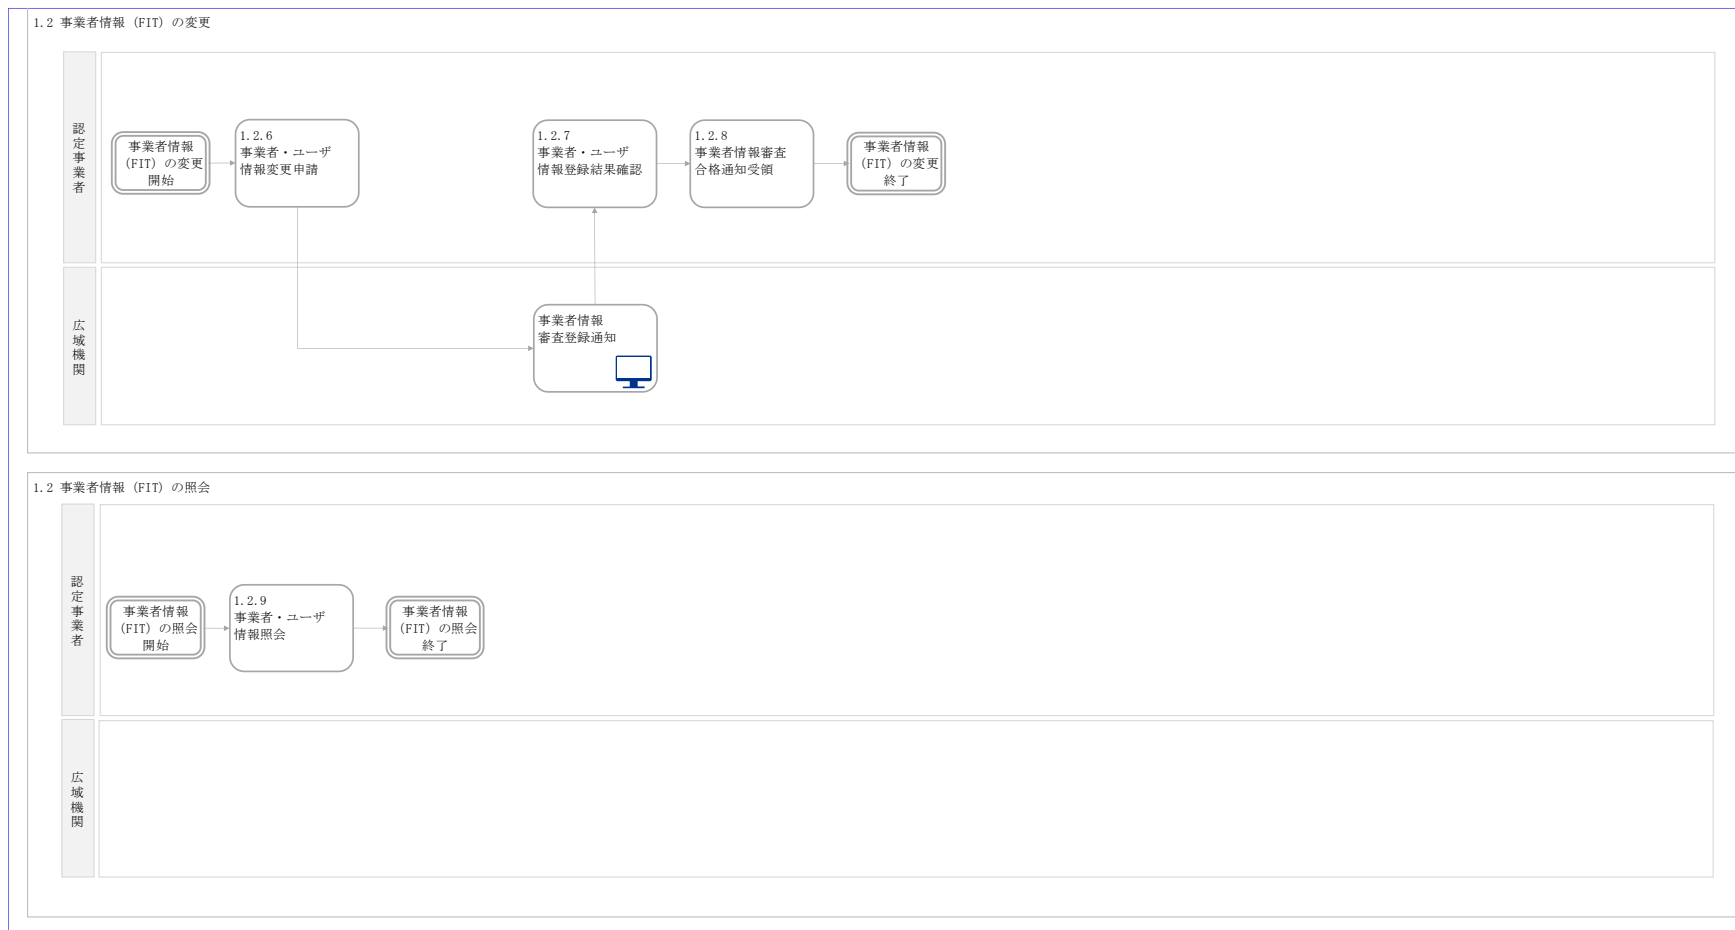 1.2 事業者情報（FIT）の変更
認定事業者
事業者情報
（FIT）の変更
開始
1.2.6
事業者・ユーザ
情報変更申請
1.2.7
事業者・ユーザ
情報登録結果確認
1.2.8
事業者情報審査
合格通知受領
事業者情報
（FIT）の変更
終了
広域機関
事業者情報
審査登録通知
1.2 事業者情報（FIT）の照会
認定事業者
事業者情報
（FIT）の照会
開始
1.2.9
事業者・ユーザ
情報照会
事業者情報
（FIT）の照会
終了
広域機関